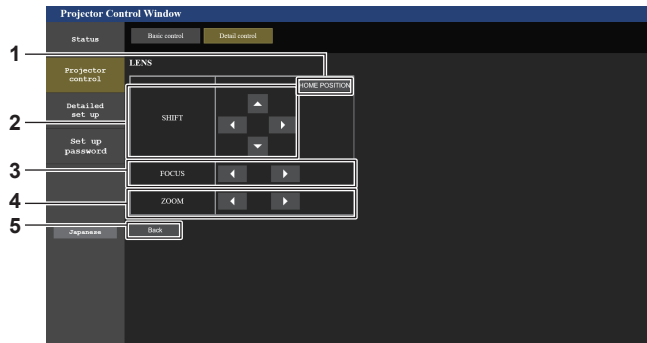 Projector Control Window
Status
Basic control
Detail control
1
Projector
control
LENS
HOME POSITION
Detailed
set up
2
SHIFT
Set up
password
3
FOCUS
4
ZOOM
5
Japanese
Back